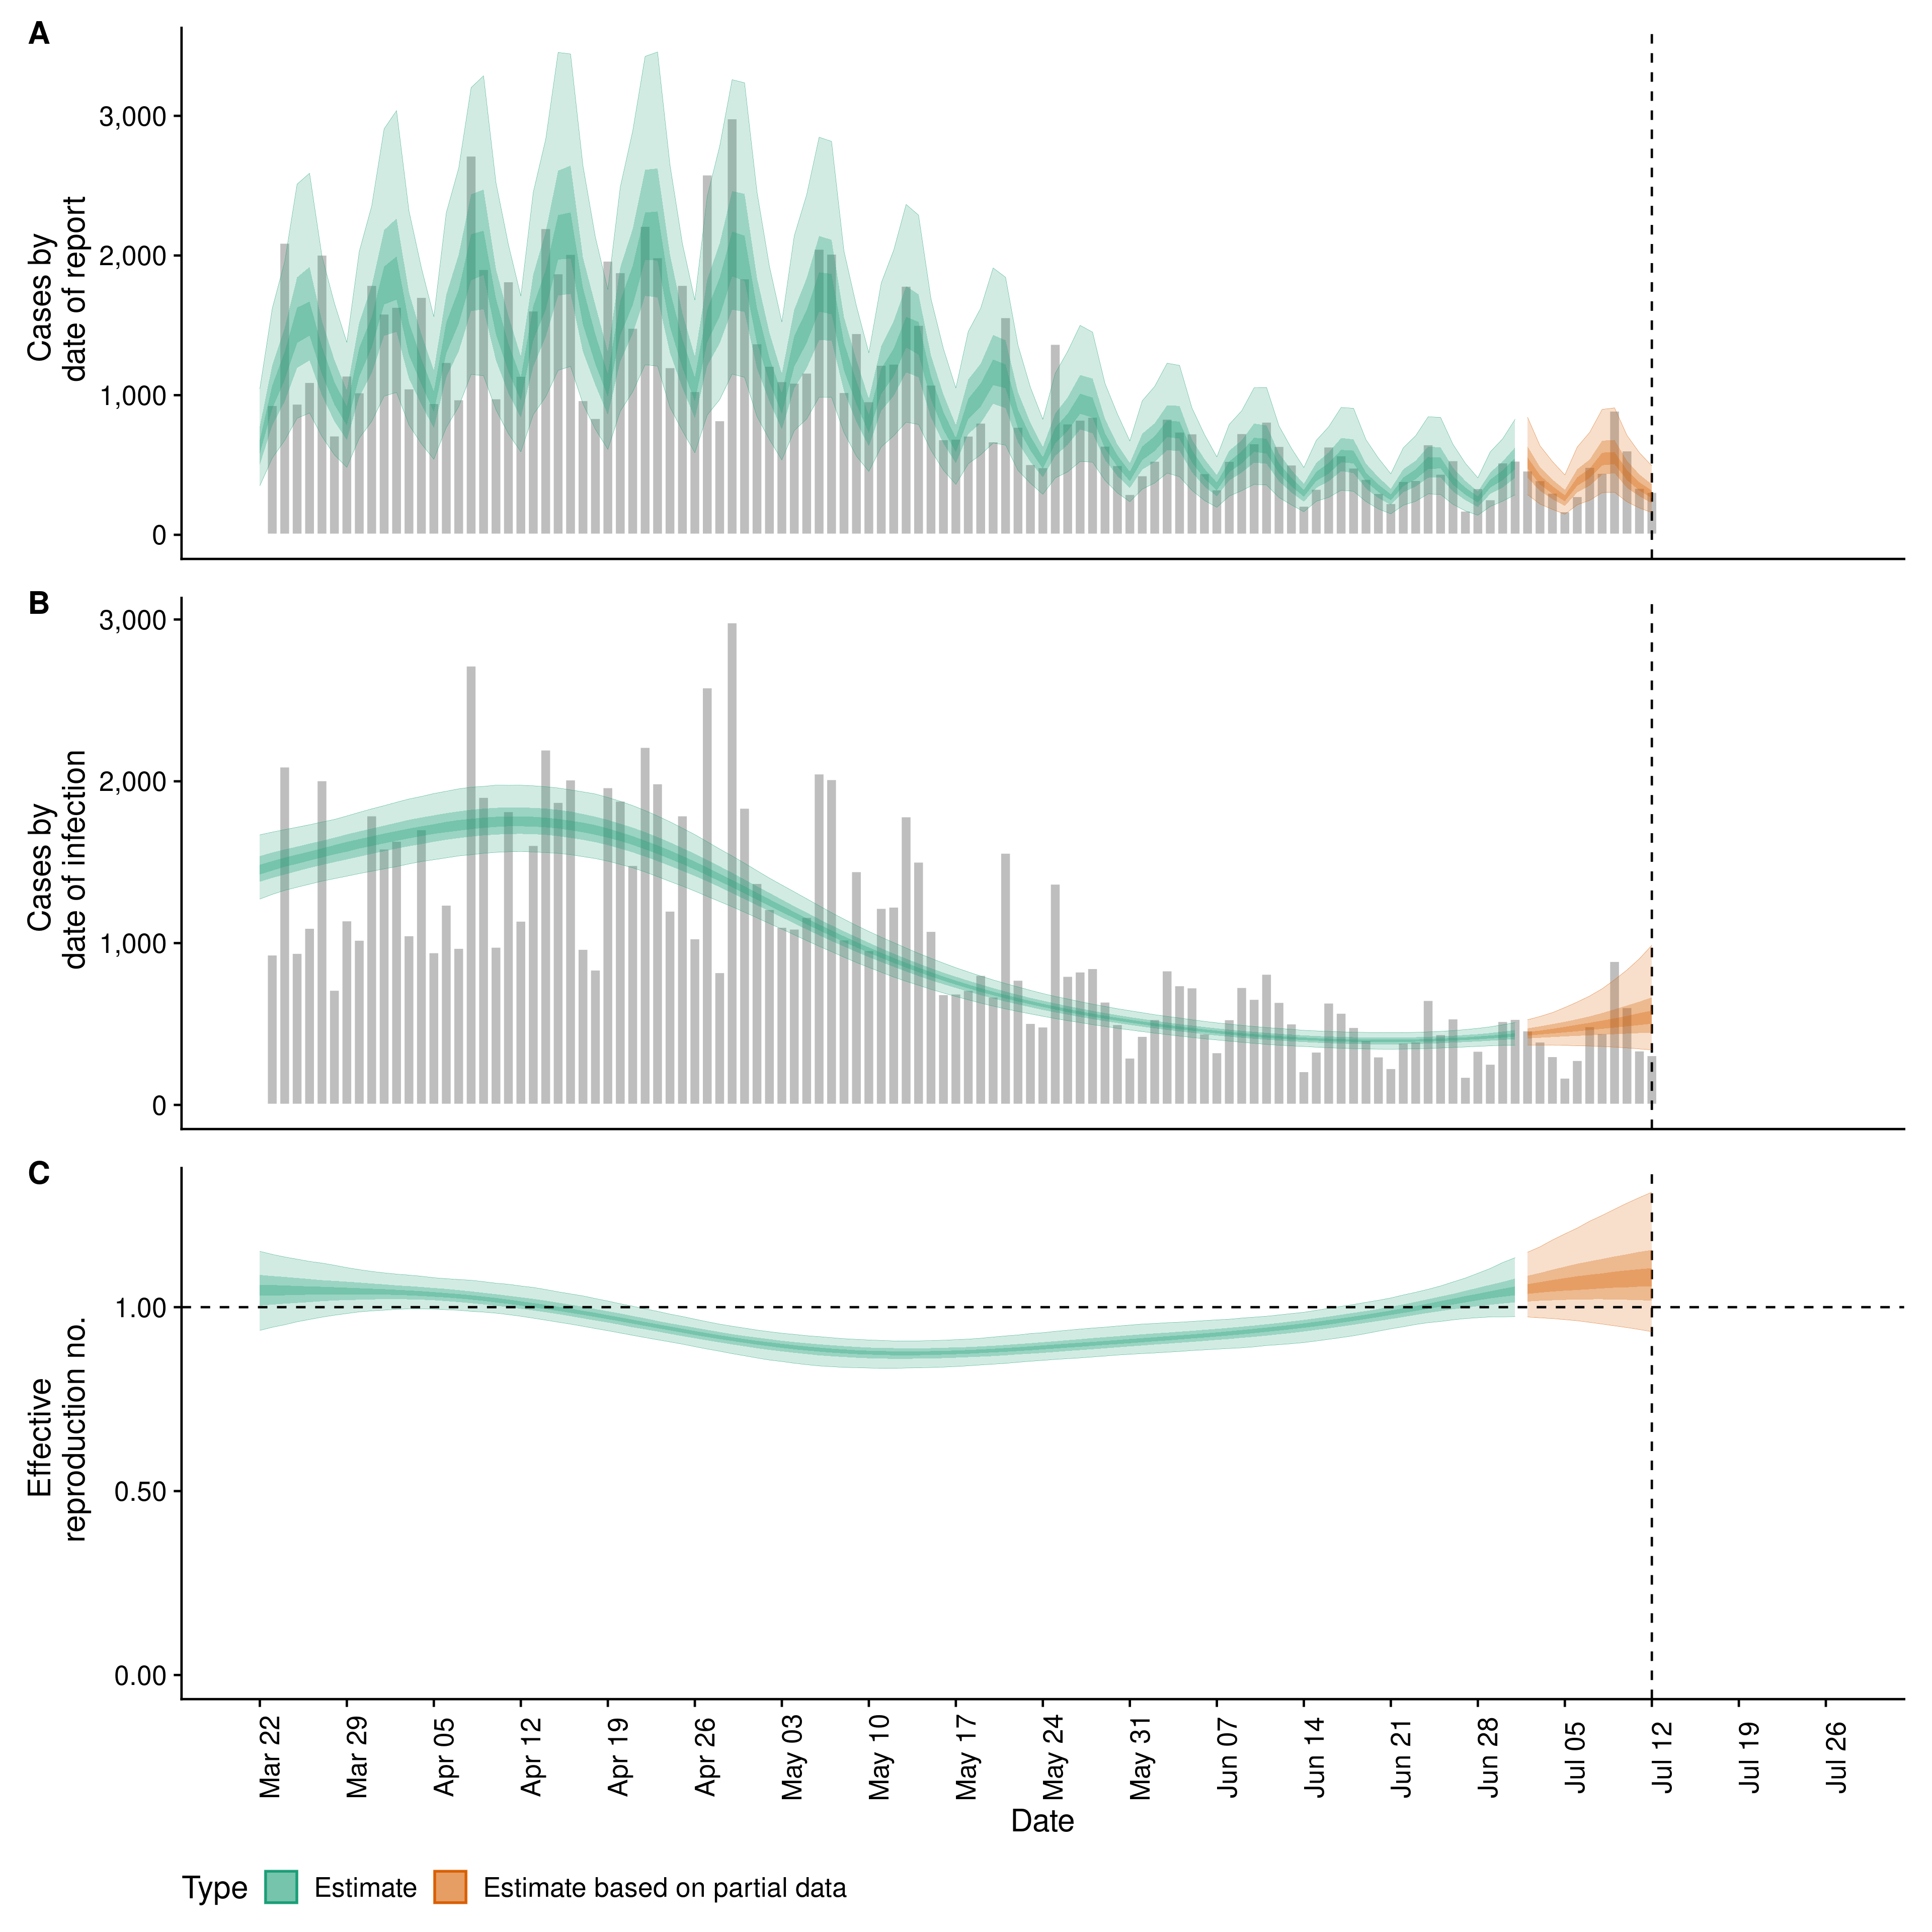 A
Cases by
date of report
3,000
2,000
1,000
0
B
Cases by
date of infection
3,000
2,000
1,000
0
C
Effective
reproduction no.
1.00
0.50
0.00
Mar 22
Mar 29
Apr 05
Apr 12
Apr 19
Apr 26
May 03
May 10
May 17
May 24
May 31
Jun 07
Jun 14
Jun 21
Jun 28
Jul 05
Jul 12
Jul 19
Jul 26
Date
Type Estimate Estimate based on partial data